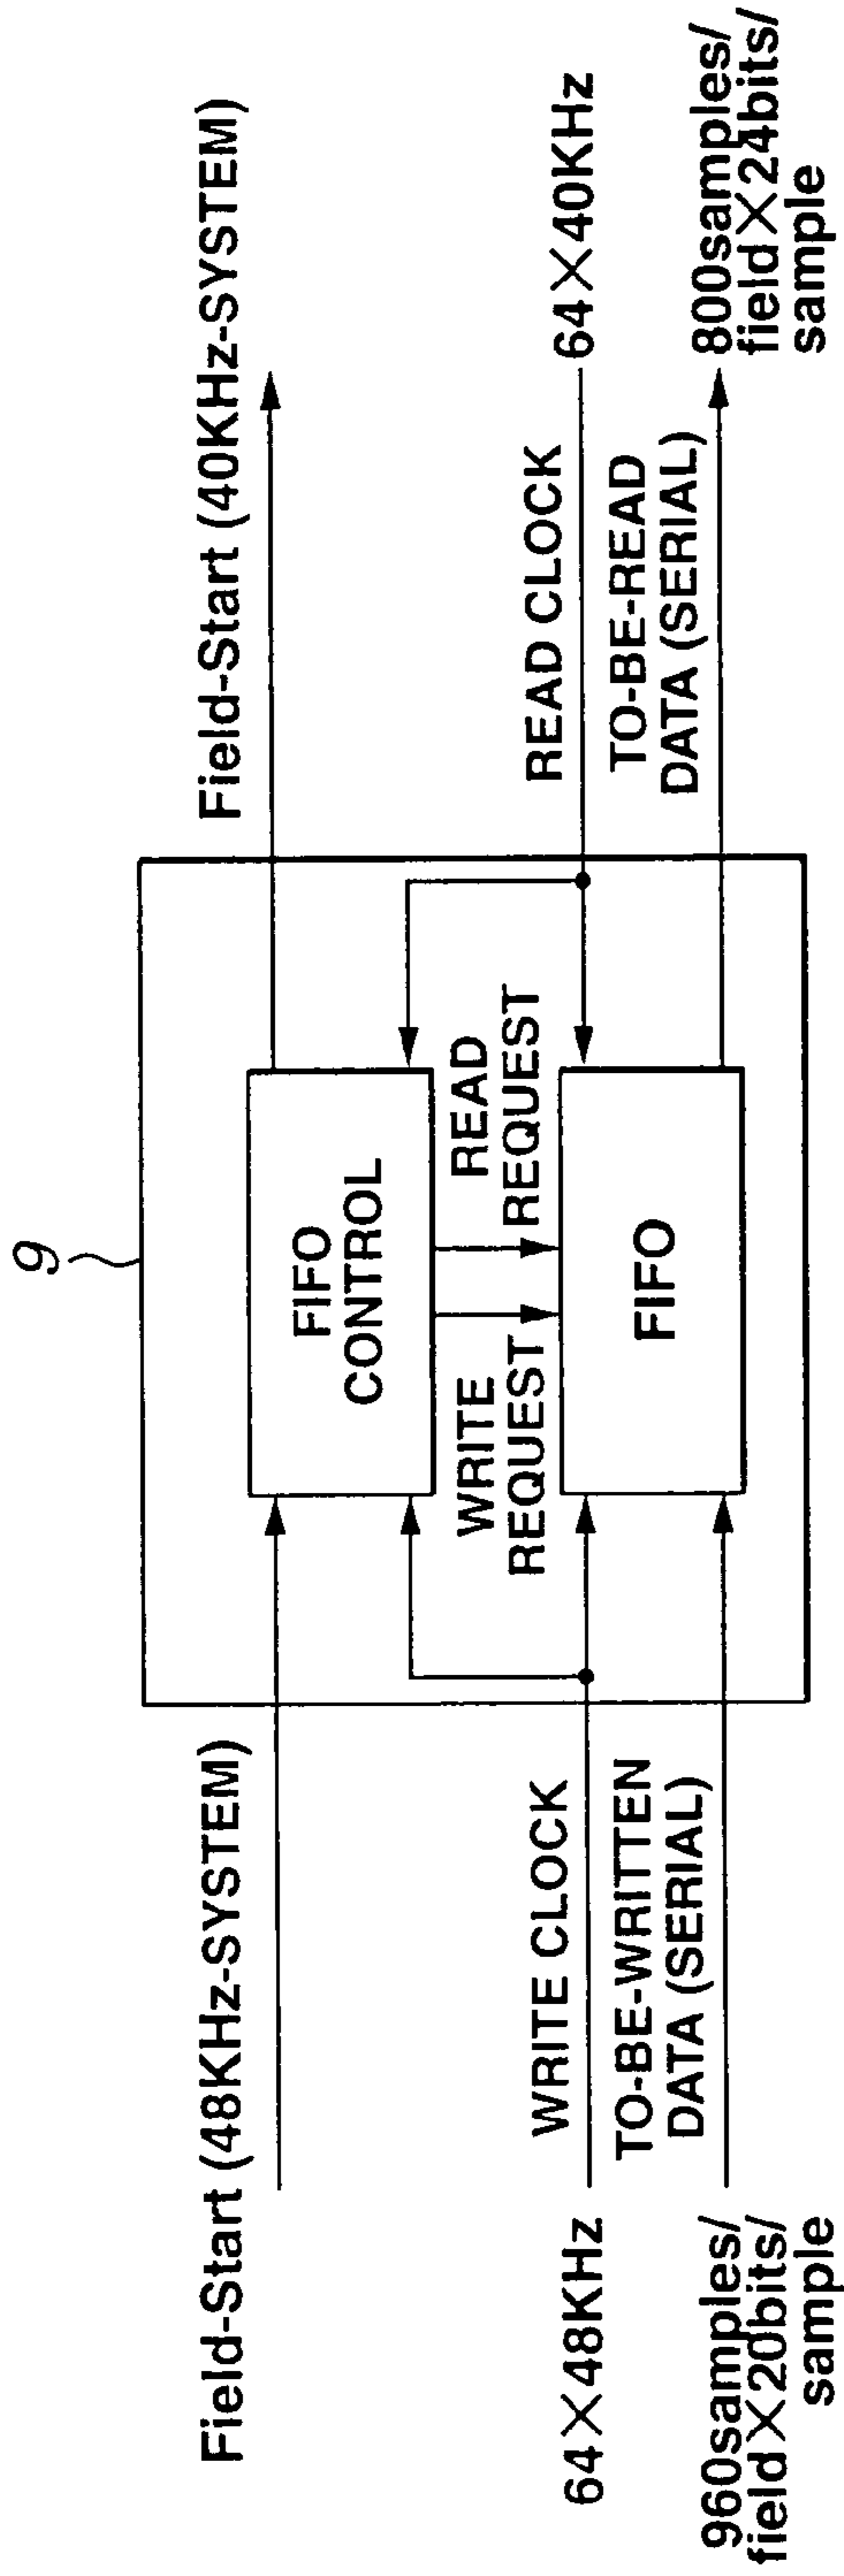 9
Field-Start (48KHz-SYSTEM)
Field-Start (40KHz-SYSTEM)
FIFO
CONTROL
64×48KHz
WRITE CLOCK
WRITE
REQUEST
READ
REQUEST
READ CLOCK
64×40KHz
960samples/
field×20bits/
sample
TO-BE-WRITTEN
DATA (SERIAL)
FIFO
TO-BE-READ
DATA (SERIAL)
800samples/
field×24bits/
sample